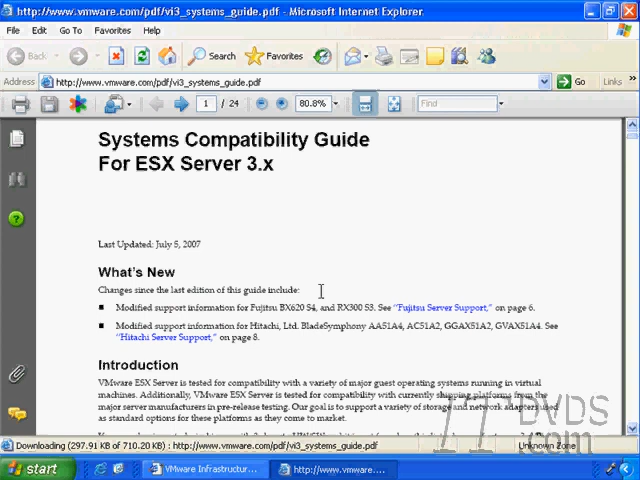 http://www.vmware.com/pdf/vi3_systems_guide.pdf - Microsoft Internet Explorer
File Edit Go To Favorites Help
Back Search Favorites
Address http://www.vmware.com/pdf/vi3_systems_guide.pdf Go Links »
1 / 24 80.8% Find
Systems Compatibility Guide
For ESX Server 3.x
Last Updated: July 5, 2007
What's New
Changes since the last edition of this guide include:
Modified support information for Fujitsu BX620 S4, and RX300 S3. See "Fujitsu Server Support," on page 6.
Modified support information for Hitachi, Ltd. BladeSymphony AA51A4, AC51A2, GGAX51A2, GVAX51A4. See
"Hitachi Server Support," on page 8.
Introduction
VMware ESX Server is tested for compatibility with a variety of major guest operating systems running in virtual
machines. Additionally, VMware ESX Server is tested for compatibility with currently shipping platforms from the
major server manufacturers in pre-release testing. Our goal is to support a variety of storage and network adapters used
as standard options for these platforms as they come to market.
ITDVDS
.com
Downloading (297.91 KB of 710.20 KB) : http://www.vmware.com/pdf/vi3_systems_guide.pdf Unknown Zone
start VMware Infrastructur... http://www.vmware....